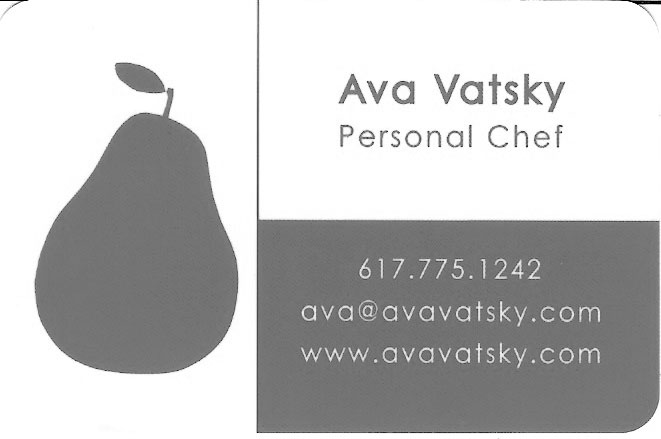 Ava Vatsky
Personal Chef
617.775.1242
ava@avavatsky.com
www.avavatsky.com